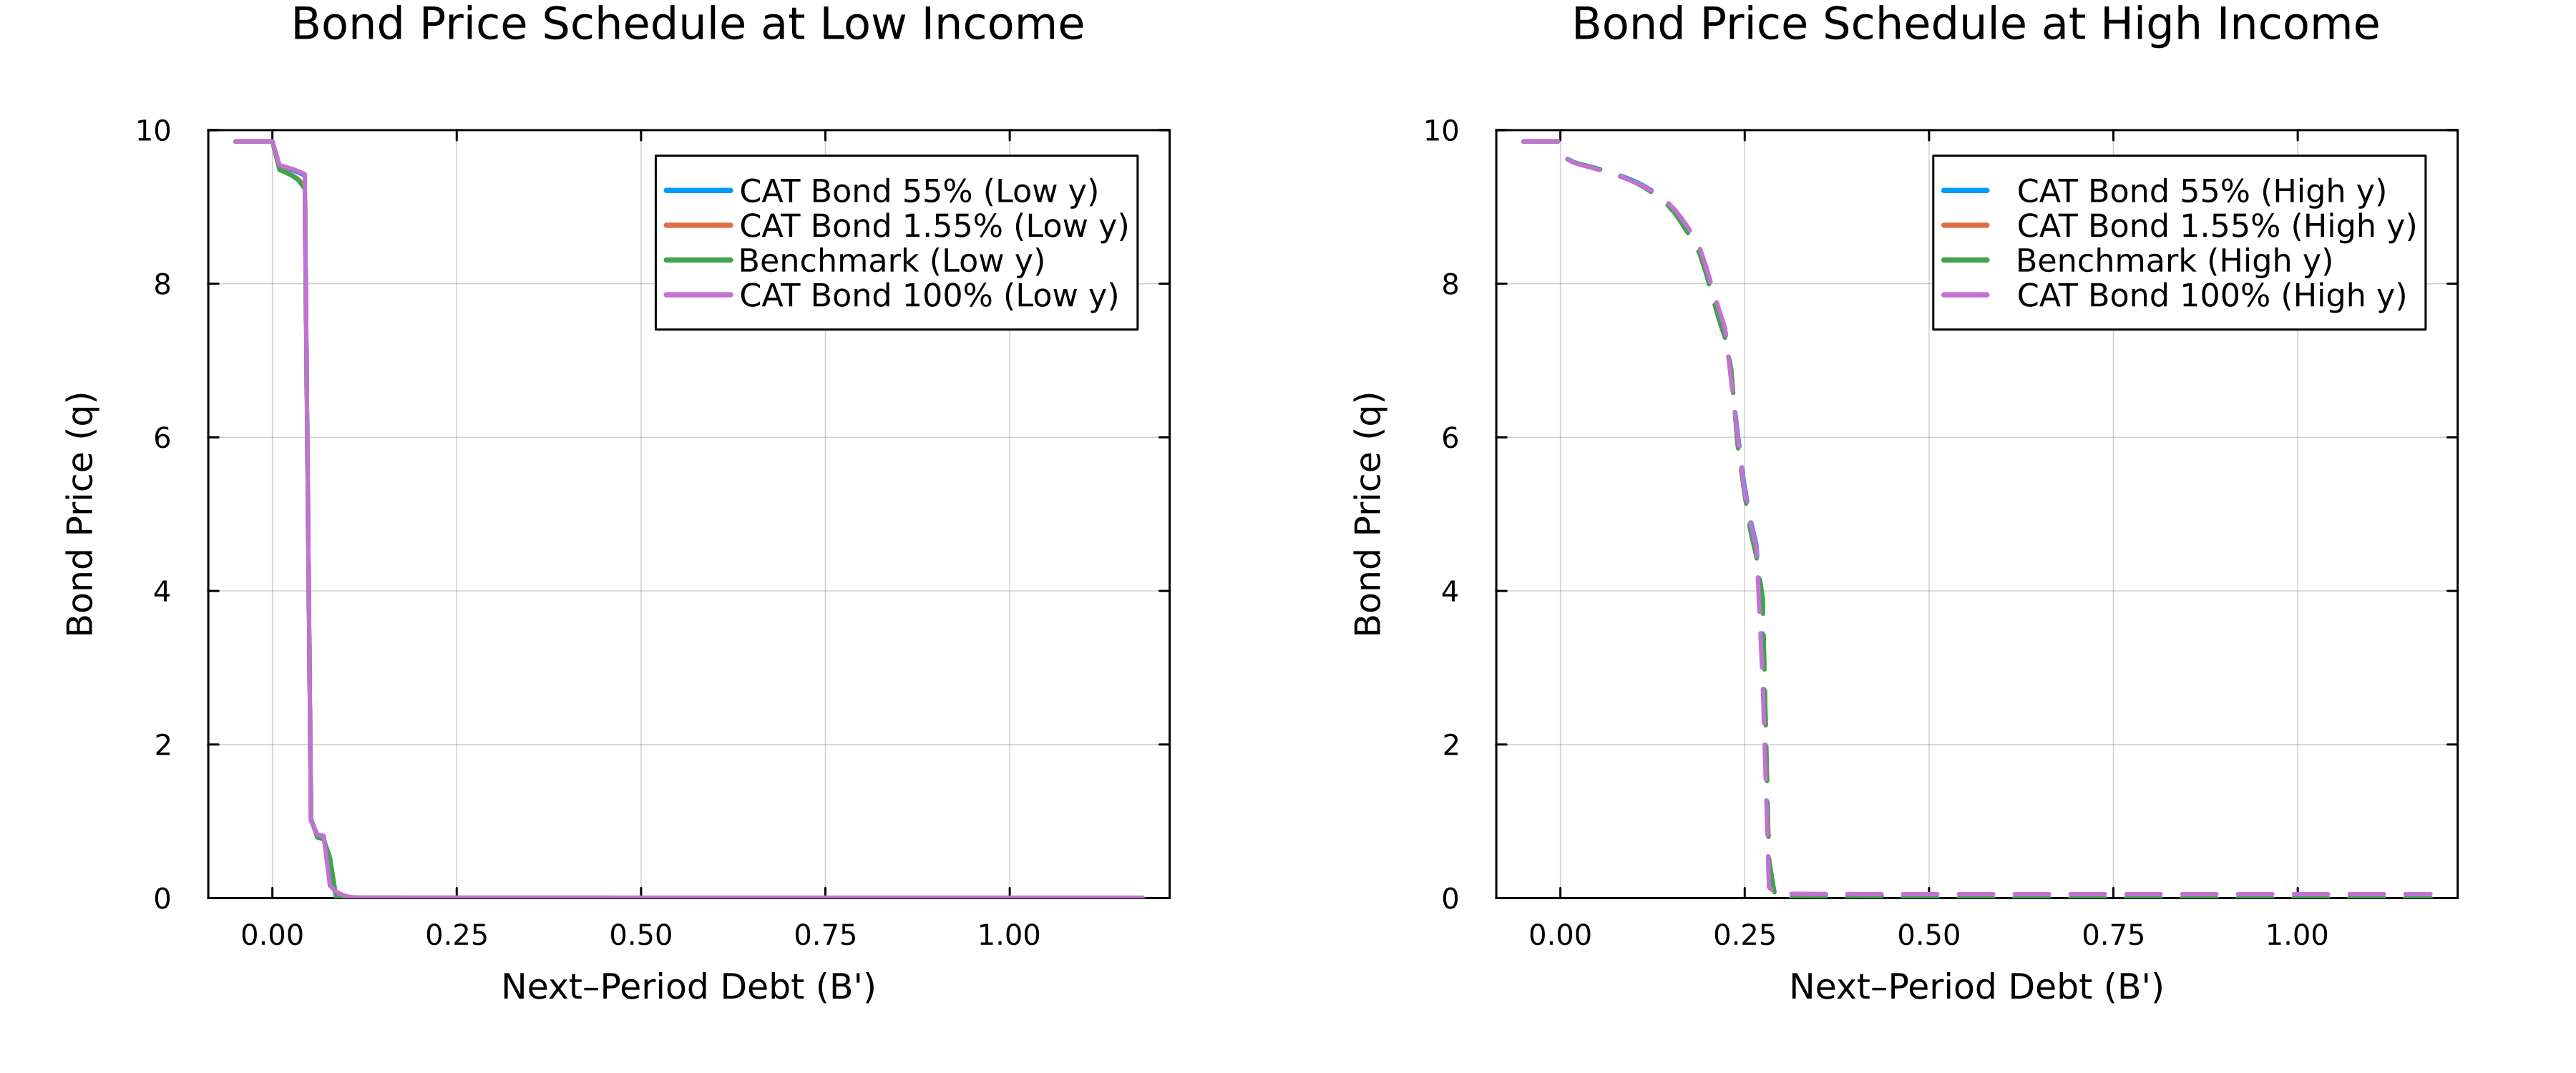 Bond Price Schedule at Low Income
Bond Price (q)
10
8
6
4
2
0
CAT Bond 55% (Low y)
CAT Bond 1.55% (Low y)
Benchmark (Low y)
CAT Bond 100% (Low y)
0.00 0.25 0.50 0.75 1.00
Next–Period Debt (B')
Bond Price Schedule at High Income
Bond Price (q)
10
8
6
4
2
0
CAT Bond 55% (High y)
CAT Bond 1.55% (High y)
Benchmark (High y)
CAT Bond 100% (High y)
0.00 0.25 0.50 0.75 1.00
Next–Period Debt (B')